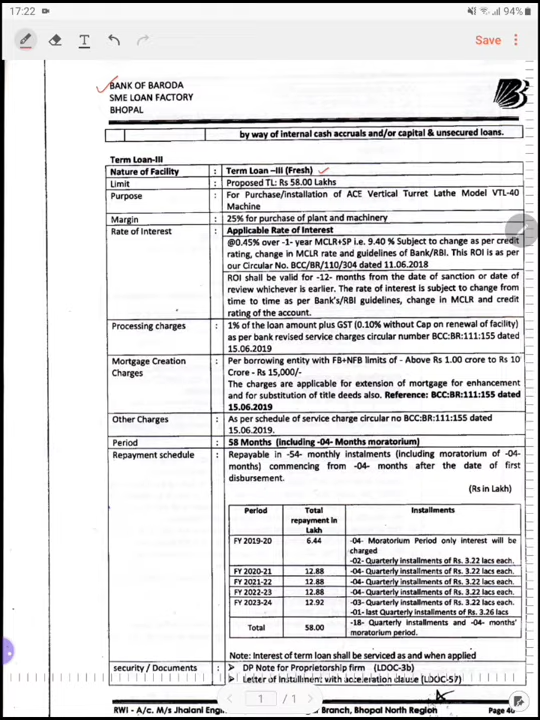 17:22
94%
T
Save
BANK OF BARODA
SME LOAN FACTORY
BHOPAL
by way of internal cash accruals and/or capital & unsecured loans.
Term Loan-III
Nature of Facility : Term Loan –III (Fresh)
Limit : Proposed TL: Rs 58.00 Lakhs
Purpose : For Purchase/installation of ACE Vertical Turret Lathe Model VTL-40
Machine
Margin : 25% for purchase of plant and machinery
Rate of Interest : Applicable Rate of Interest
@0.45% over -1- year MCLR+SP i.e. 9.40 % Subject to change as per credit
rating, change in MCLR rate and guidelines of Bank/RBI. This ROI is as per
our Circular No. BCC/BR/110/304 dated 11.06.2018
ROI shall be valid for -12- months from the date of sanction or date of
review whichever is earlier. The rate of interest is subject to change from
time to time as per Bank's/RBI guidelines, change in MCLR and credit
rating of the account.
Processing charges : 1% of the loan amount plus GST (0.10% without Cap on renewal of facility)
as per bank revised service charges circular number BCC:BR:111:155 dated
15.06.2019
Mortgage Creation : Per borrowing entity with FB+NFB limits of - Above Rs 1.00 crore to Rs 10
Charges Crore - Rs 15,000/-
The charges are applicable for extension of mortgage for enhancement
and for substitution of title deeds also. Reference: BCC:BR:111:155 dated
15.06.2019
Other Charges : As per schedule of service charge circular no BCC:BR:111:155 dated
15.06.2019.
Period : 58 Months (Including -04- Months moratorium)
Repayment schedule : Repayable in -54- monthly instalments (including moratorium of -04-
months) commencing from -04- months after the date of first
disbursement.
(Rs in Lakh)
Period Total Installments
repayment in
Lakh
FY 2019-20 6.44 -04- Moratorium Period only interest will be
charged
-02- Quarterly installments of Rs. 3.22 lacs each.
FY 2020-21 12.88 -04- Quarterly installments of Rs. 3.22 lacs each.
FY 2021-22 12.88 -04- Quarterly installments of Rs. 3.22 lacs each.
FY 2022-23 12.88 -04- Quarterly installments of Rs. 3.22 lacs each.
FY 2023-24 12.92 -03- Quarterly installments of Rs. 3.22 lacs each.
-01- last Quarterly installments of Rs. 3.26 lacs
Total 58.00 -18- Quarterly installments and -04- months'
moratorium period.
Note: Interest of term loan shall be serviced as and when applied
security / Documents : DP Note for Proprietorship firm (LDOC-3b)
Letter of Installment with acceleration clause (LDOC-57)
1 / 1
RWI - A/c. M/s Jhalani Branch, Bhopal North Region Page